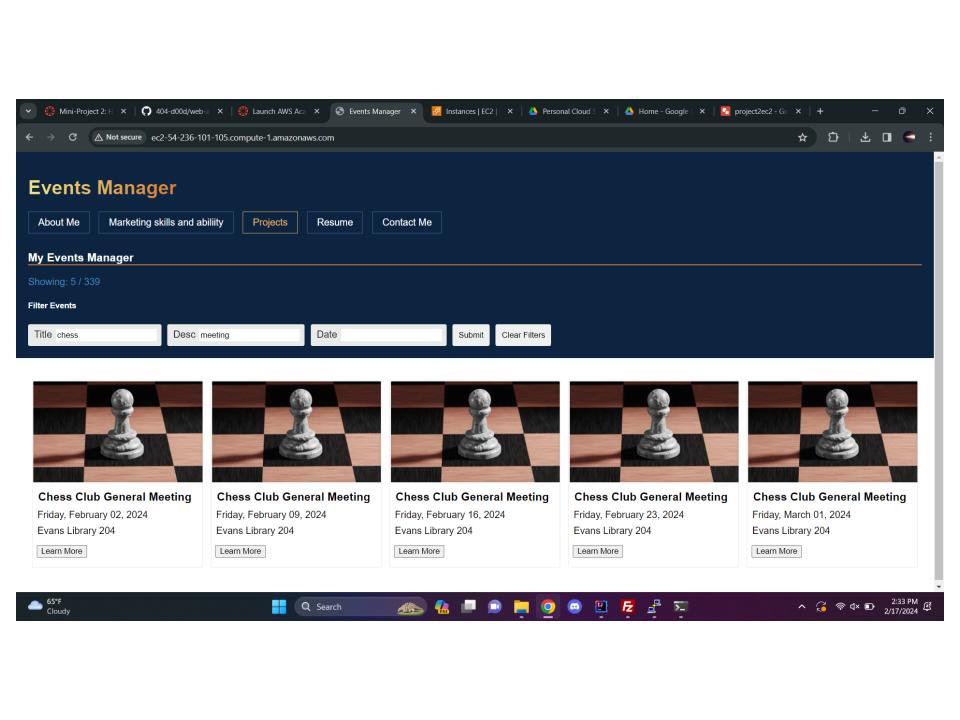 Mini-Project 2: H 404-d00d/web-a Launch AWS Aca Events Manager Instances | EC2 | Personal Cloud S Home - Google project2ec2 - Go
Not secure ec2-54-236-101-105.compute-1.amazonaws.com
Events Manager
About Me Marketing skills and abiliity Projects Resume Contact Me
My Events Manager
Showing: 5 / 339
Filter Events
Title chess Desc meeting Date Submit Clear Filters
Chess Club General Meeting Chess Club General Meeting Chess Club General Meeting Chess Club General Meeting Chess Club General Meeting
Friday, February 02, 2024 Friday, February 09, 2024 Friday, February 16, 2024 Friday, February 23, 2024 Friday, March 01, 2024
Evans Library 204 Evans Library 204 Evans Library 204 Evans Library 204 Evans Library 204
Learn More Learn More Learn More Learn More Learn More
65°F Search 2:33 PM
Cloudy 2/17/2024